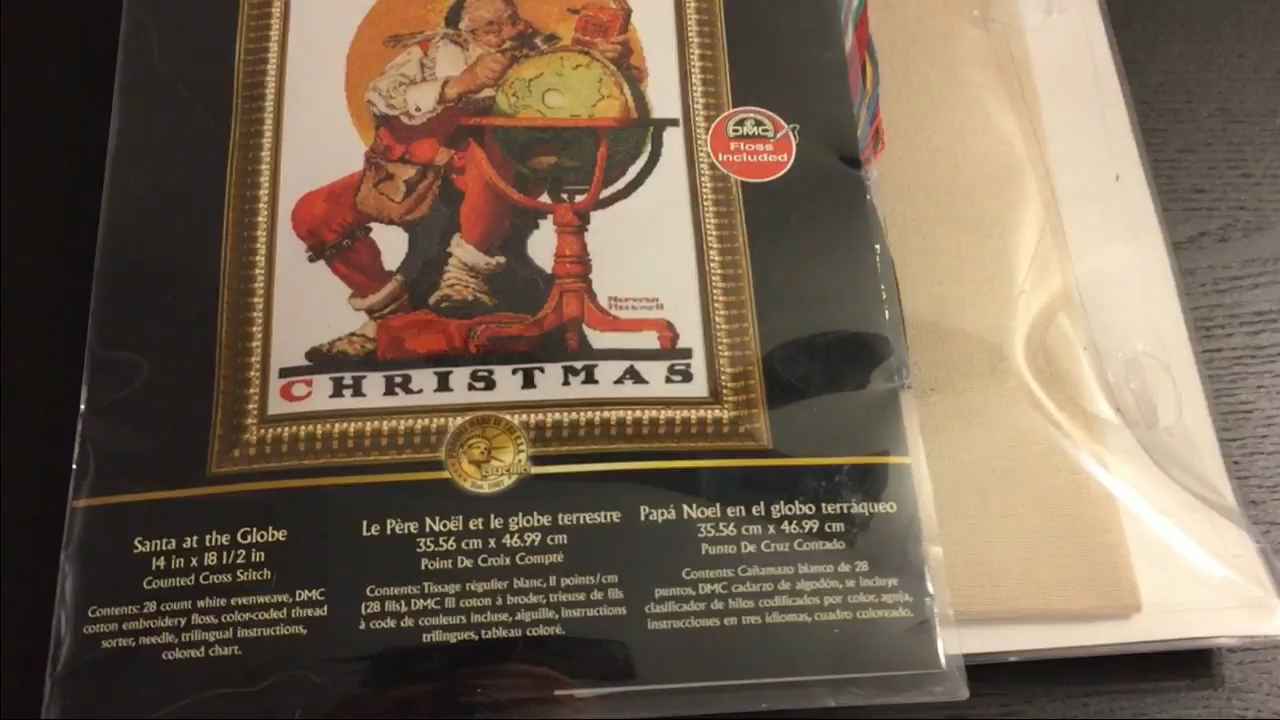 DMC
Floss
Included
Norman
Rockwell
CHRISTMAS
Bucilla
Santa at the Globe
14 in x 18 1/2 in
Counted Cross Stitch
Contents: 28 count white evenweave, DMC
cotton embroidery floss, color-coded thread
sorter, needle, trilingual instructions,
colored chart.
Le Père Noël et le globe terrestre
35.56 cm x 46.99 cm
Point De Croix Compté
Contents: Tissage régulier blanc, 11 points/cm
(28 fils), DMC fil coton à broder, trieuse de fils
à code de couleurs incluse, aiguille, instructions
trilingues, tableau coloré.
Papá Noel en el globo terráqueo
35.56 cm x 46.99 cm
Punto De Cruz Contado
Contents: Cañamazo blanco de 28
puntos, DMC cadarzo de algodón, se incluye
clasificador de hilos codificados por color, aguja,
instrucciones en tres idiomas, cuadro coloreado.